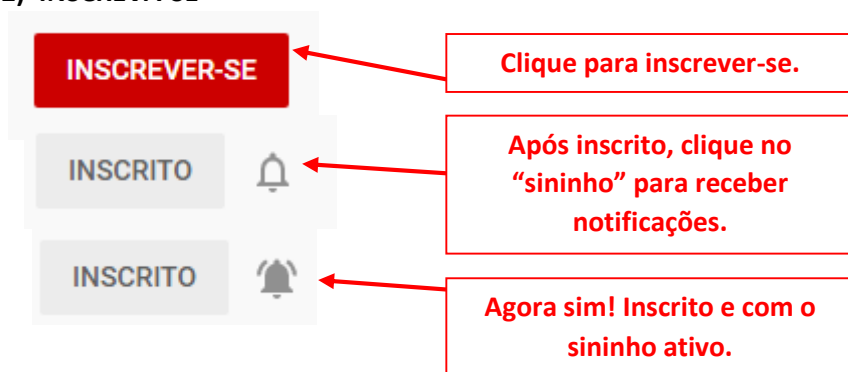 INSCREVER-SE
Clique para inscrever-se.
INSCRITO
Após inscrito, clique no
“sininho” para receber
notificações.
INSCRITO
Agora sim! Inscrito e com o
sininho ativo.